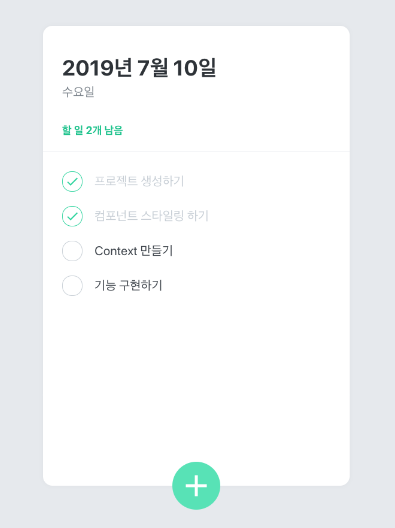 2019년 7월 10일
수요일
할 일 2개 남음
프로젝트 생성하기
컴포넌트 스타일링 하기
Context 만들기
기능 구현하기